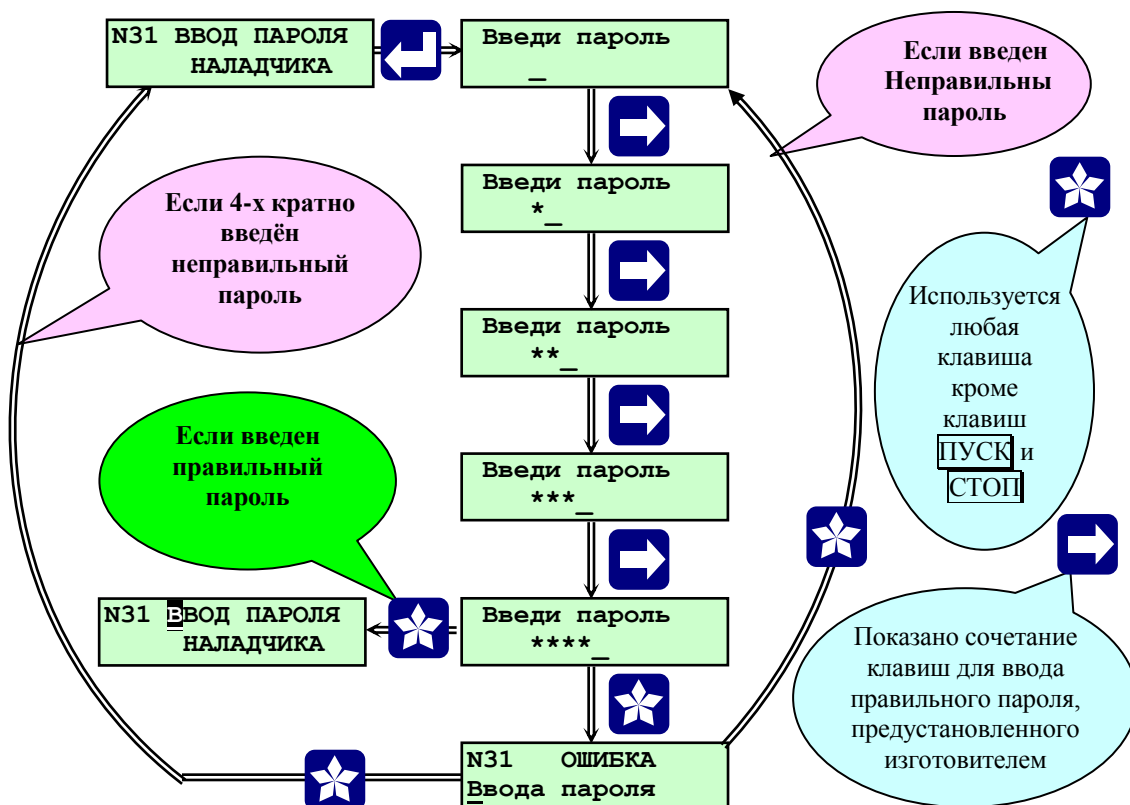 N31 ВВОД ПАРОЛЯ
НАЛАДЧИКА
Введи пароль
_
Если введен
Неправильны
пароль
Введи пароль
*_
Если 4-х кратно
введён
неправильный
пароль
Используется
любая
клавиша
кроме
клавиш
ПУСК и
СТОП
Введи пароль
**_
Если введен
правильный
пароль
Введи пароль
***_
N31 ВВОД ПАРОЛЯ
НАЛАДЧИКА
Введи пароль
****_
Показано сочетание
клавиш для ввода
правильного пароля,
предустановленного
изготовителем
N31 ОШИБКА
Ввода пароля